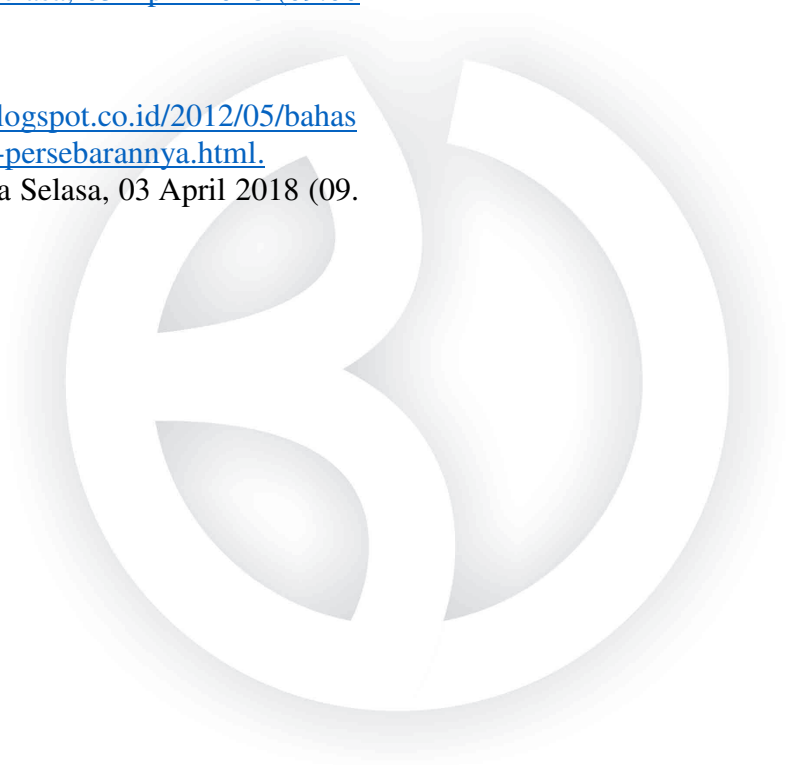 logspot.co.id/2012/05/bahas
-persebarannya.html.
a Selasa, 03 April 2018 (09.